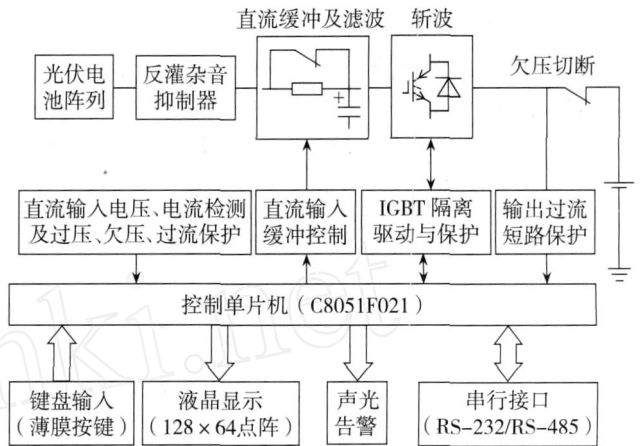 直流缓冲及滤波
斩波
光伏电
池阵列
反灌杂音
抑制器
+
欠压切断
直流输入电压、电流检测
及过压、欠压、过流保护
直流输入
缓冲控制
IGBT 隔离
驱动与保护
输出过流
短路保护
控制单片机（C8051F021）
键盘输入
（薄膜按键）
液晶显示
（128×64点阵）
声光
告警
串行接口
（RS-232/RS-485）
nki.net